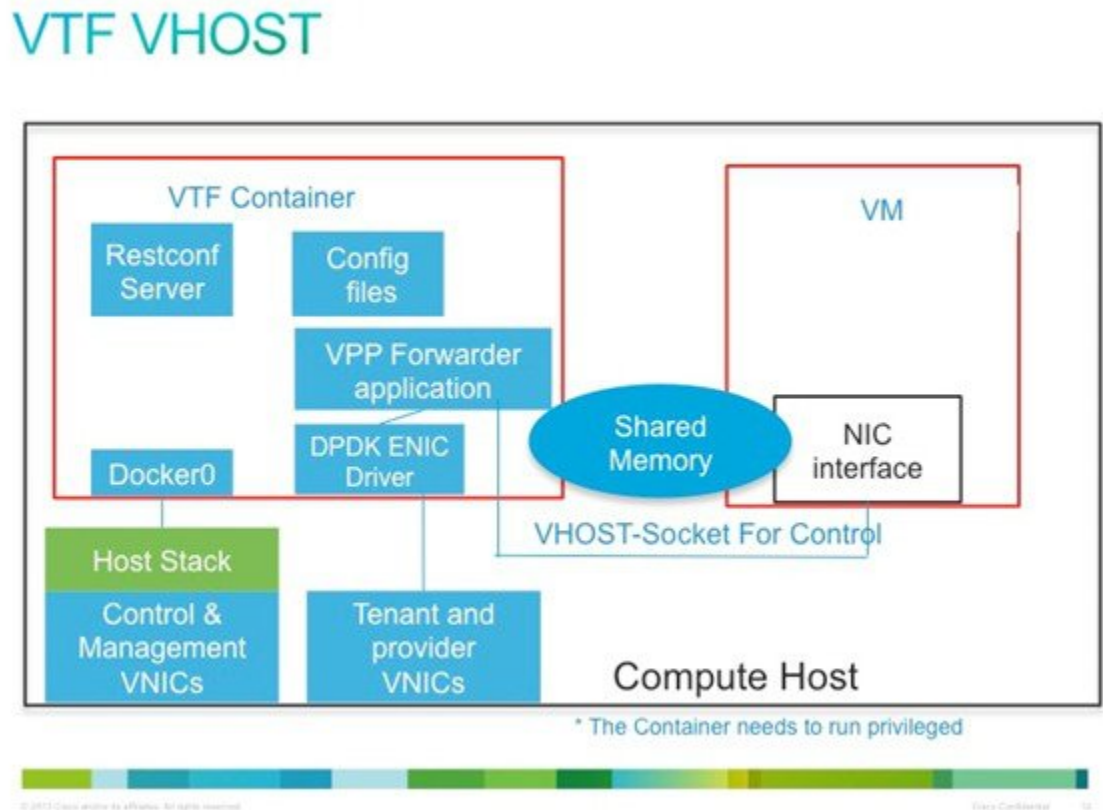 VTF VHOST
VTF Container
VM
Restconf
Server
Config
files
VPP Forwarder
application
Shared
Memory
NIC
interface
DPDK ENIC
Driver
Docker0
VHOST-Socket For Control
Host Stack
Control &
Management
VNICs
Tenant and
provider
VNICs
Compute Host
* The Container needs to run privileged
Cisco Confidential